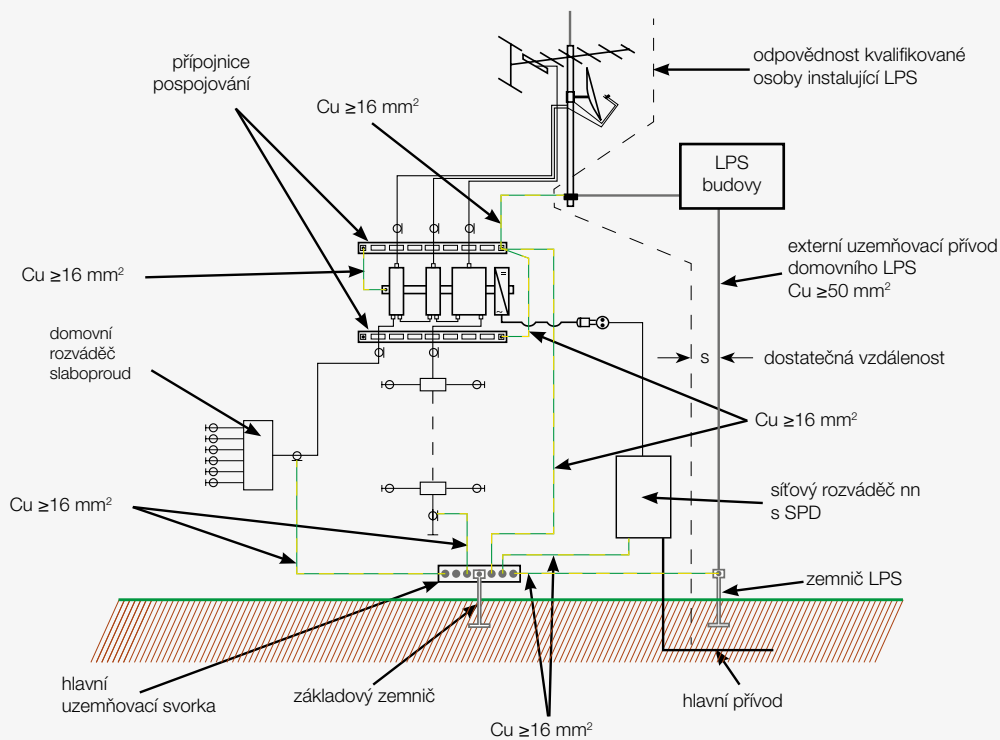 přípojnice
pospojování
Cu ≥16 mm²
odpovědnost kvalifikované
osoby instalující LPS
LPS
budovy
Cu ≥16 mm²
externí uzemňovací přívod
domovního LPS
Cu ≥50 mm²
=
~
domovní
rozváděč
slaboproud
s
dostatečná vzdálenost
Cu ≥16 mm²
Cu ≥16 mm²
síťový rozváděč nn
s SPD
zemnič LPS
hlavní
uzemňovací svorka
základový zemnič
hlavní přívod
Cu ≥16 mm²